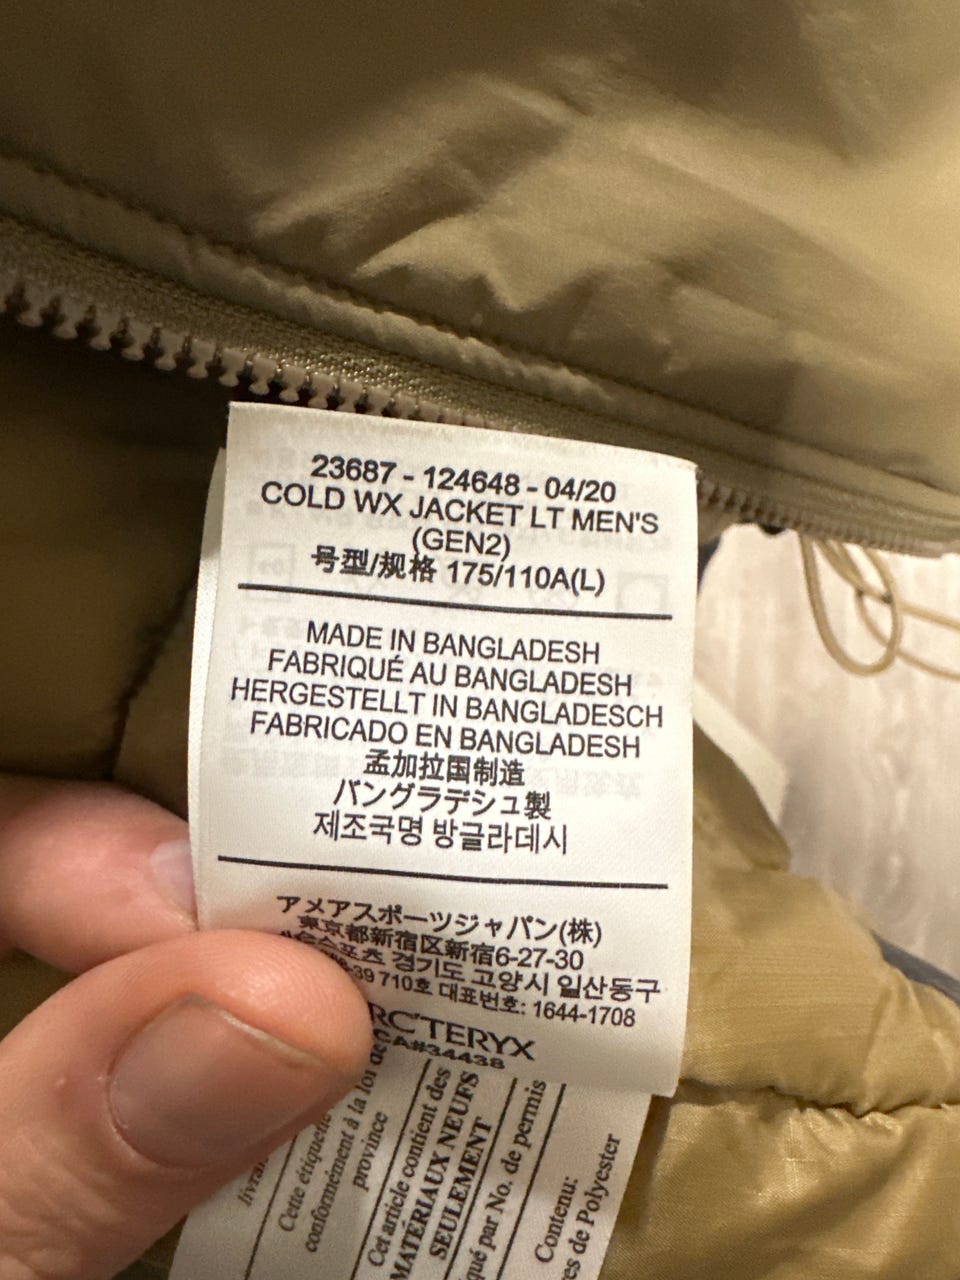 23687 - 124648 - 04/20
COLD WX JACKET LT MEN'S
(GEN2)
号型/规格 175/110A(L)
MADE IN BANGLADESH
FABRIQUÉ AU BANGLADESH
HERGESTELLT IN BANGLADESCH
FABRICADO EN BANGLADESH
孟加拉国制造
バングラデシュ製
제조국명 방글라데시
アメアスポーツジャパン(株)
東京都新宿区新宿6-27-30
경기도 고양시 일산동구
710호 대표번호: 1644-1708
RC'TERYX
CA#34438
Cette étiquette
conformément à la loi de
province
Cet article contient des
MATÉRIAUX NEUFS
SEULEMENT
No. de permis
Contenu:
de Polyester